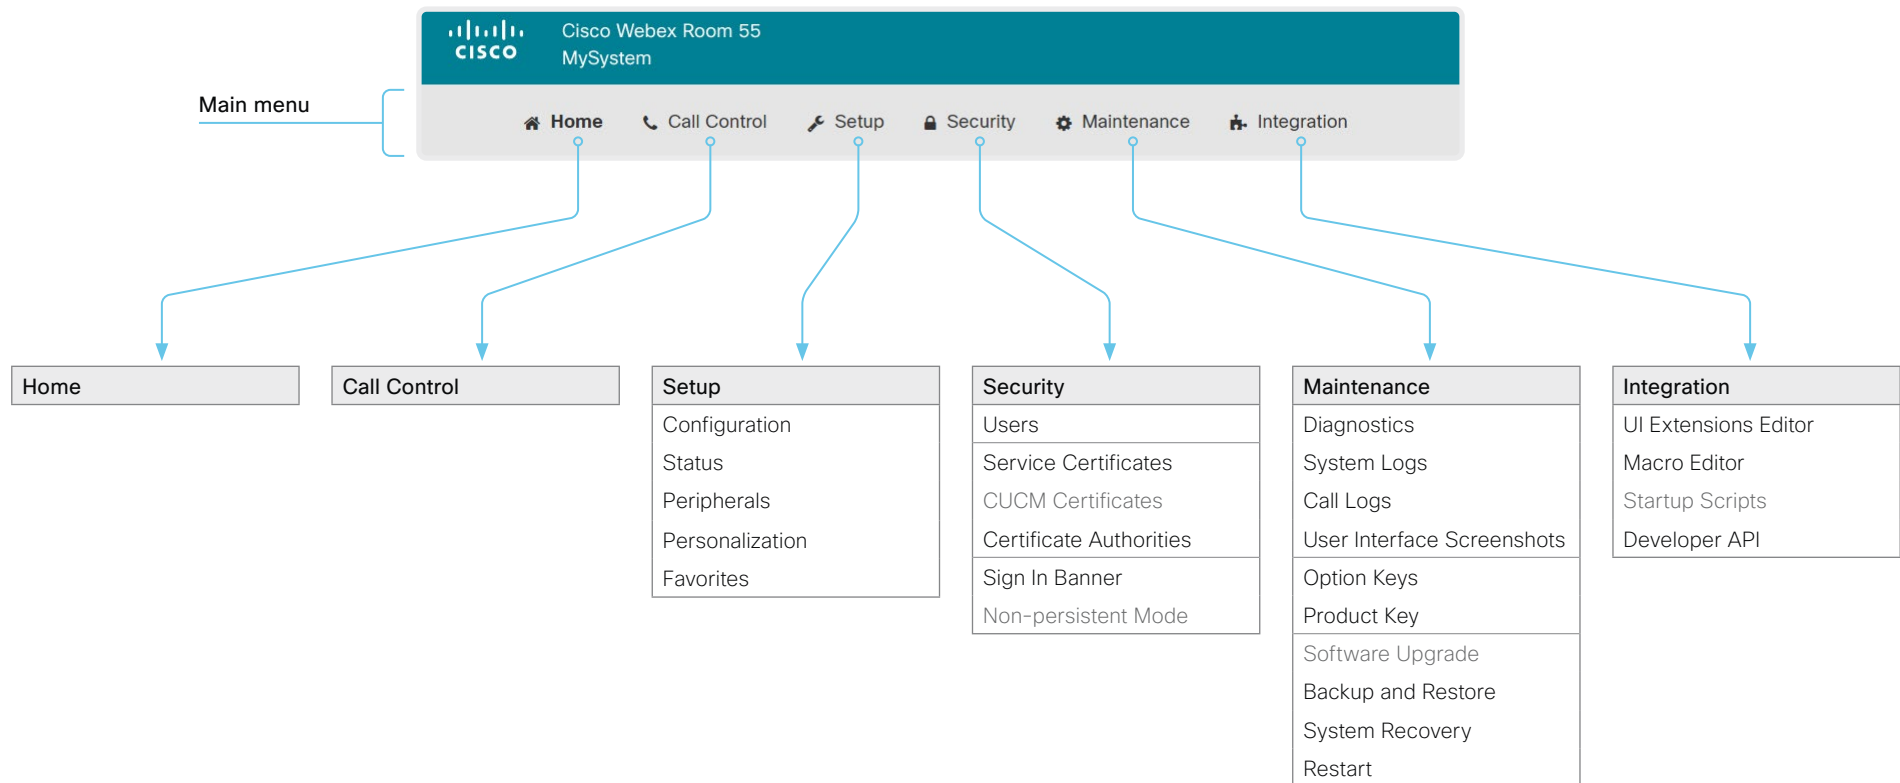 CISCO
Cisco Webex Room 55
MySystem
Main menu
Home Call Control Setup Security Maintenance Integration
Home
Call Control
Setup
Configuration
Status
Peripherals
Personalization
Favorites
Security
Users
Service Certificates
CUCM Certificates
Certificate Authorities
Sign In Banner
Non-persistent Mode
Maintenance
Diagnostics
System Logs
Call Logs
User Interface Screenshots
Option Keys
Product Key
Software Upgrade
Backup and Restore
System Recovery
Restart
Integration
UI Extensions Editor
Macro Editor
Startup Scripts
Developer API